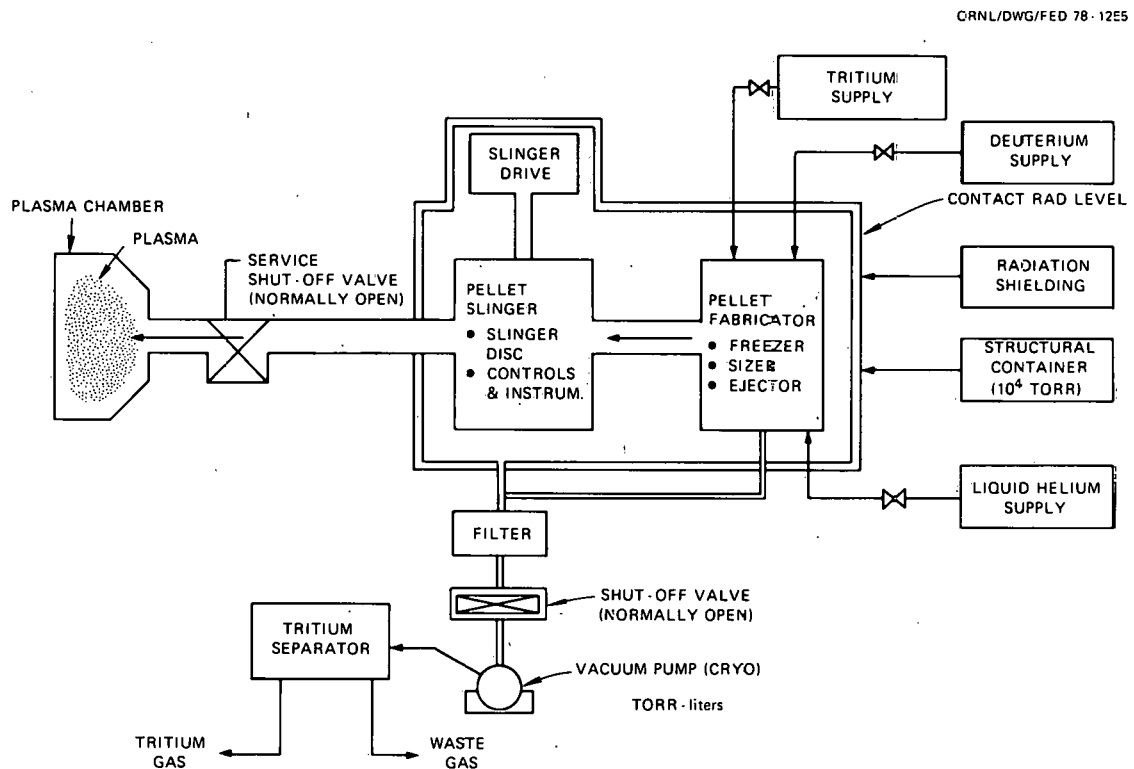 ORNL/DWG/FED 78-12E5
TRITIUM
SUPPLY
DEUTERIUM
SUPPLY
SLINGER
DRIVE
CONTACT RAD LEVEL
PLASMA CHAMBER
PLASMA
SERVICE
SHUT-OFF VALVE
(NORMALLY OPEN)
RADIATION
SHIELDING
PELLET
SLINGER
• SLINGER
DISC
• CONTROLS
& INSTRUM.
PELLET
FABRICATOR
• FREEZER
• SIZER
• EJECTOR
STRUCTURAL
CONTAINER
(10⁴ TORR)
LIQUID HELIUM
SUPPLY
FILTER
SHUT-OFF VALVE
(NORMALLY OPEN)
TRITIUM
SEPARATOR
VACUUM PUMP (CRYO)
TORR-liters
TRITIUM
GAS
WASTE
GAS